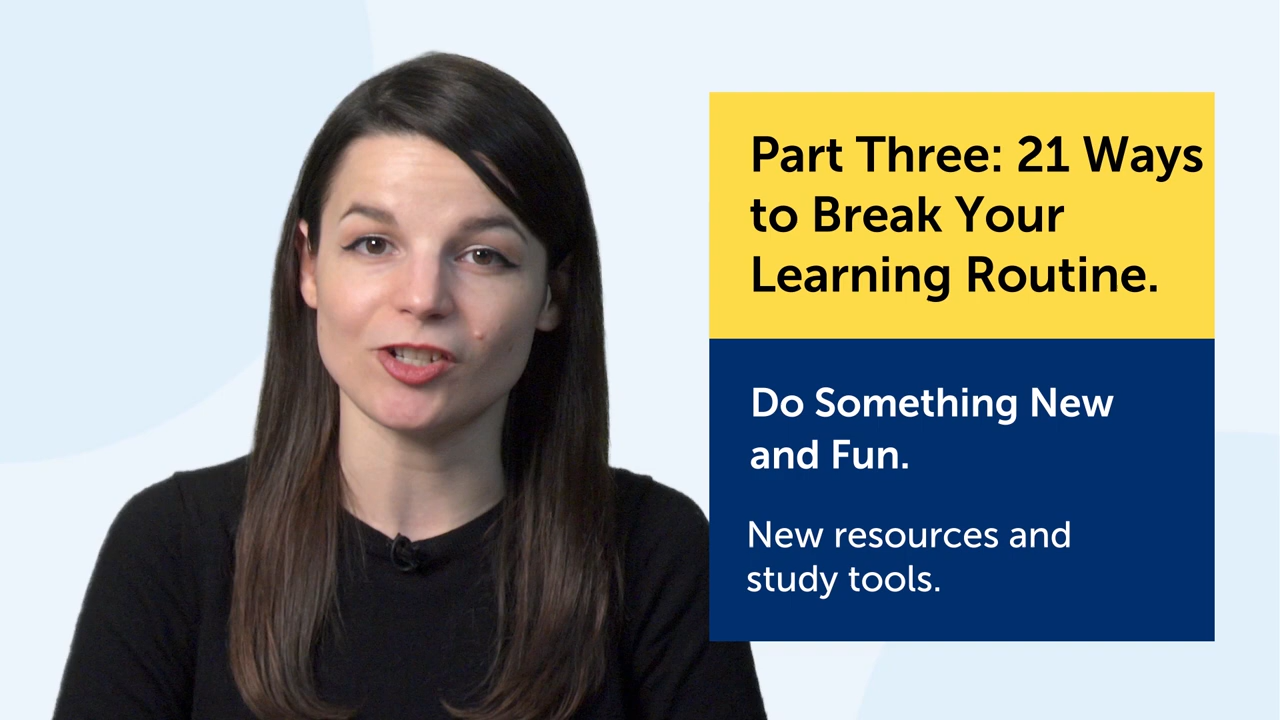 Part Three: 21 Ways
to Break Your
Learning Routine.
Do Something New
and Fun.
New resources and
study tools.